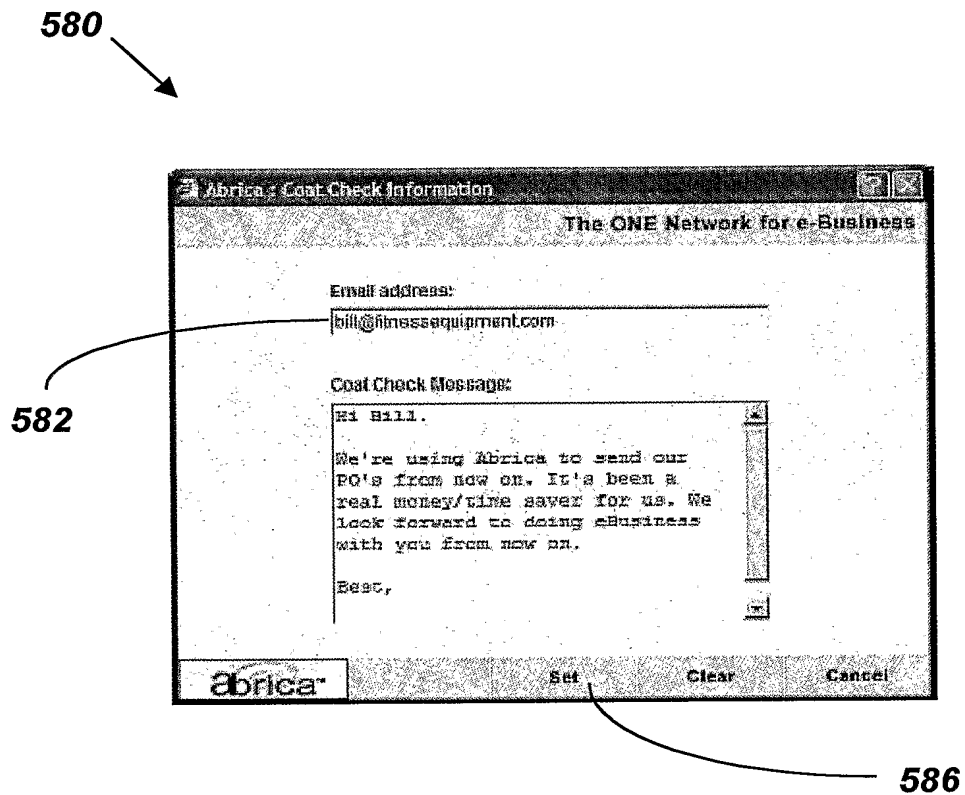 580
Abrica : Coat Check Information
The ONE Network for e-Business
Email address:
bill@fitnessequipment.com
582
Coat Check Message:
Hi Bill.
We're using Abrica to send our
PO's from now on. It's been a
real money/time saver for us. We
look forward to doing eBusiness
with you from now on.
Best,
abrica™
Set
Clear
Cancel
586